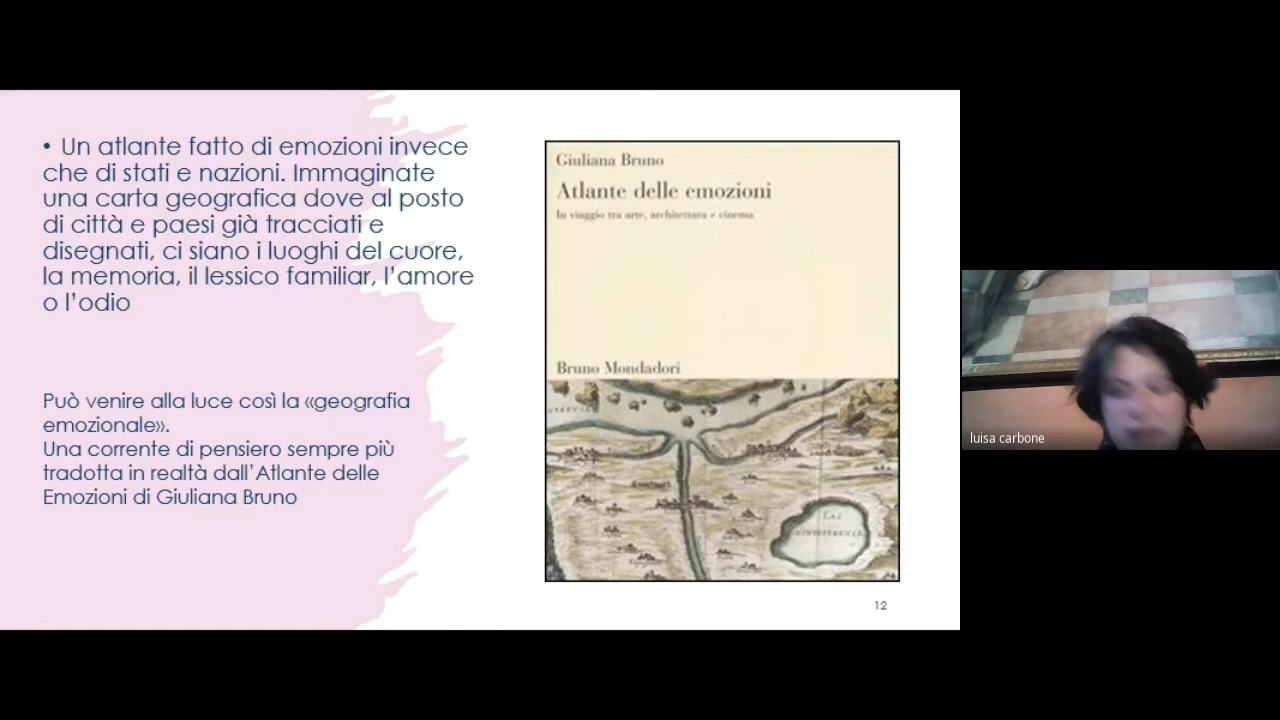 • Un atlante fatto di emozioni invece
che di stati e nazioni. Immaginate
una carta geografica dove al posto
di città e paesi già tracciati e
disegnati, ci siano i luoghi del cuore,
la memoria, il lessico familiar, l'amore
o l'odio
Può venire alla luce così la «geografia
emozionale».
Una corrente di pensiero sempre più
tradotta in realtà dall'Atlante delle
Emozioni di Giuliana Bruno
Giuliana Bruno
Atlante delle emozioni
In viaggio tra arte, architettura e cinema
Bruno Mondadori
12
luisa carbone